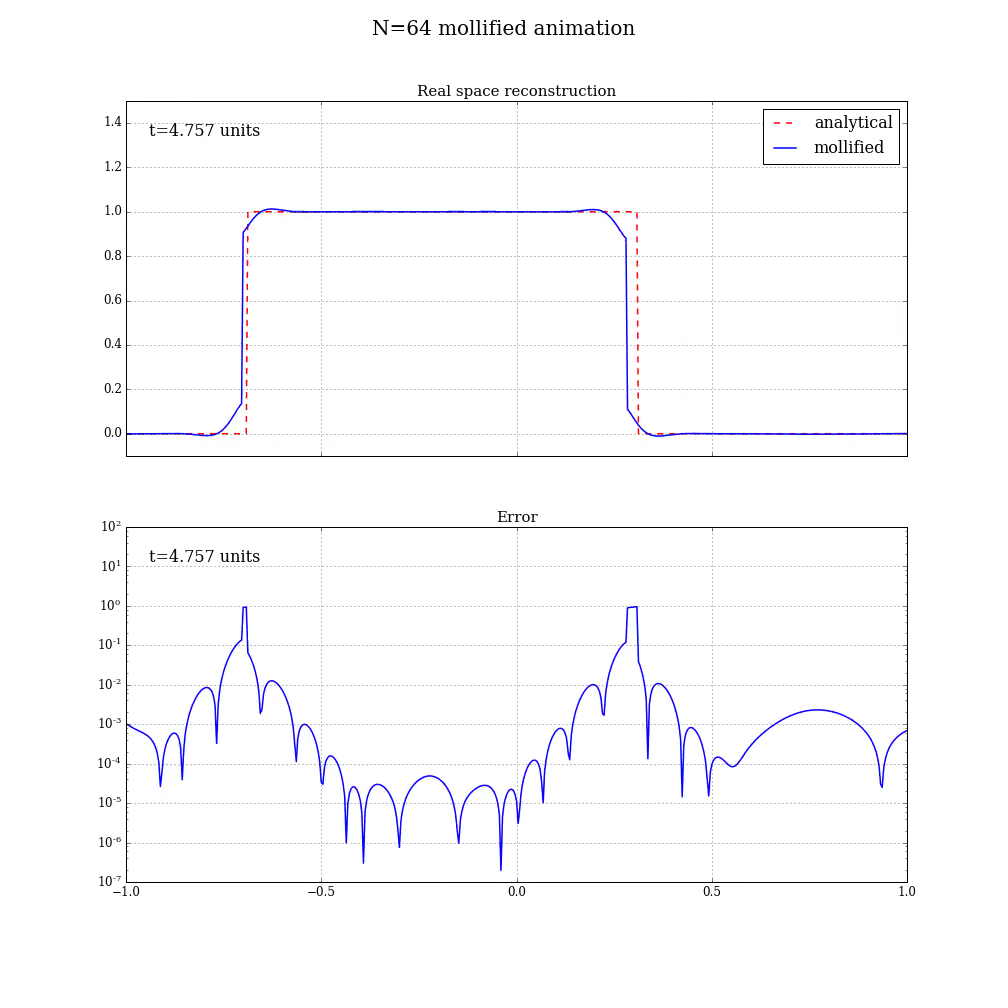 N=64 mollified animation
Real space reconstruction
t=4.757 units
analytical
mollified
1.4
1.2
1.0
0.8
0.6
0.4
0.2
0.0
Error
t=4.757 units
10²
10¹
10⁰
10⁻¹
10⁻²
10⁻³
10⁻⁴
10⁻⁵
10⁻⁶
10⁻⁷
−1.0 −0.5 0.0 0.5 1.0